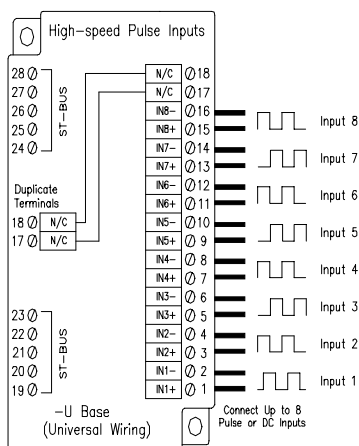 High-speed Pulse Inputs
28
27
26
25
24
ST-BUS
N/C 18
N/C 17
IN8- 16
IN8+ 15
Input 8
IN7- 14
IN7+ 13
Input 7
IN6- 12
IN6+ 11
Input 6
IN5- 10
IN5+ 9
Input 5
IN4- 8
IN4+ 7
Input 4
IN3- 6
IN3+ 5
Input 3
IN2- 4
IN2+ 3
Input 2
IN1- 2
IN1+ 1
Input 1
Duplicate
Terminals
18 N/C
17 N/C
23
22
21
20
19
ST-BUS
-U Base
(Universal Wiring)
Connect Up to 8
Pulse or DC Inputs